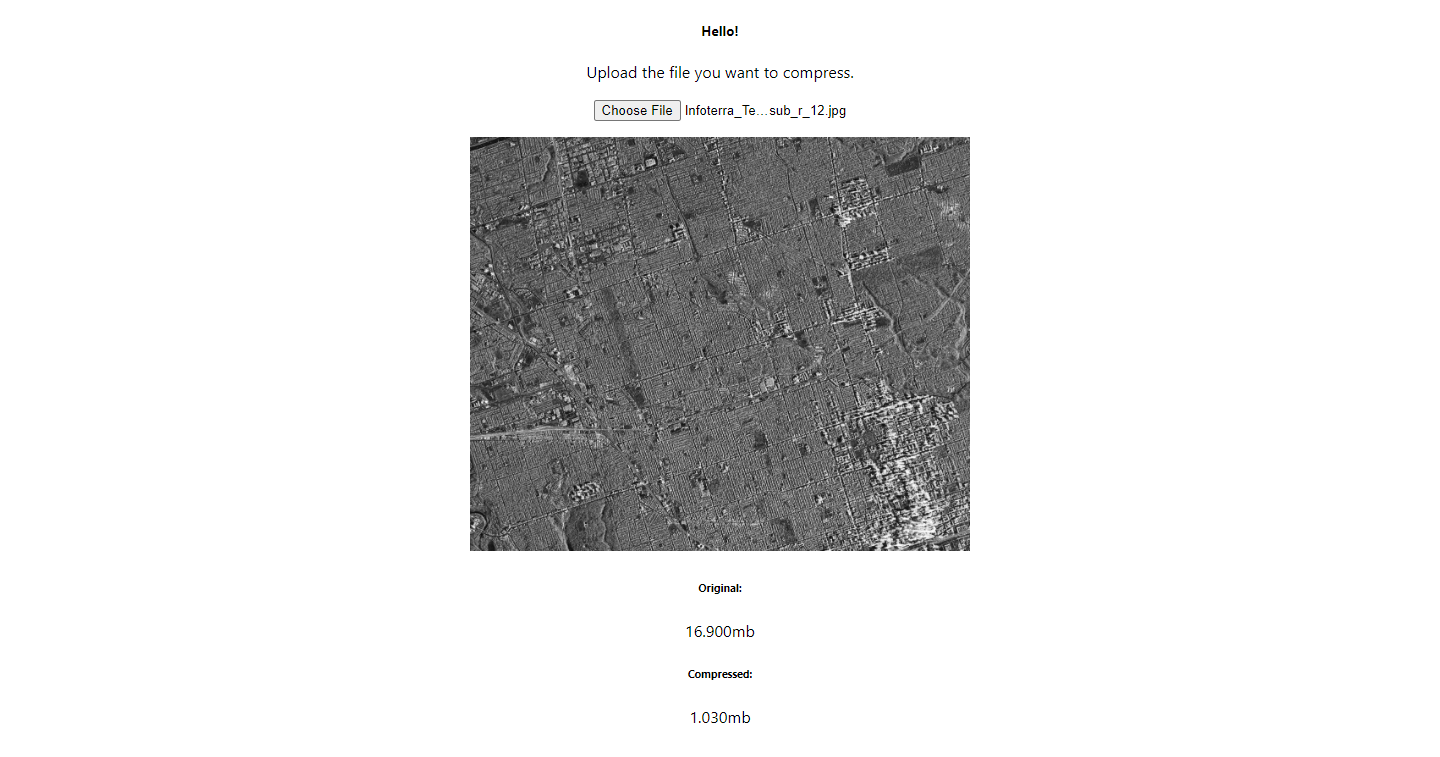 Hello!
Upload the file you want to compress.
Choose File Infoterra_Te...sub_r_12.jpg
Original:
16.900mb
Compressed:
1.030mb